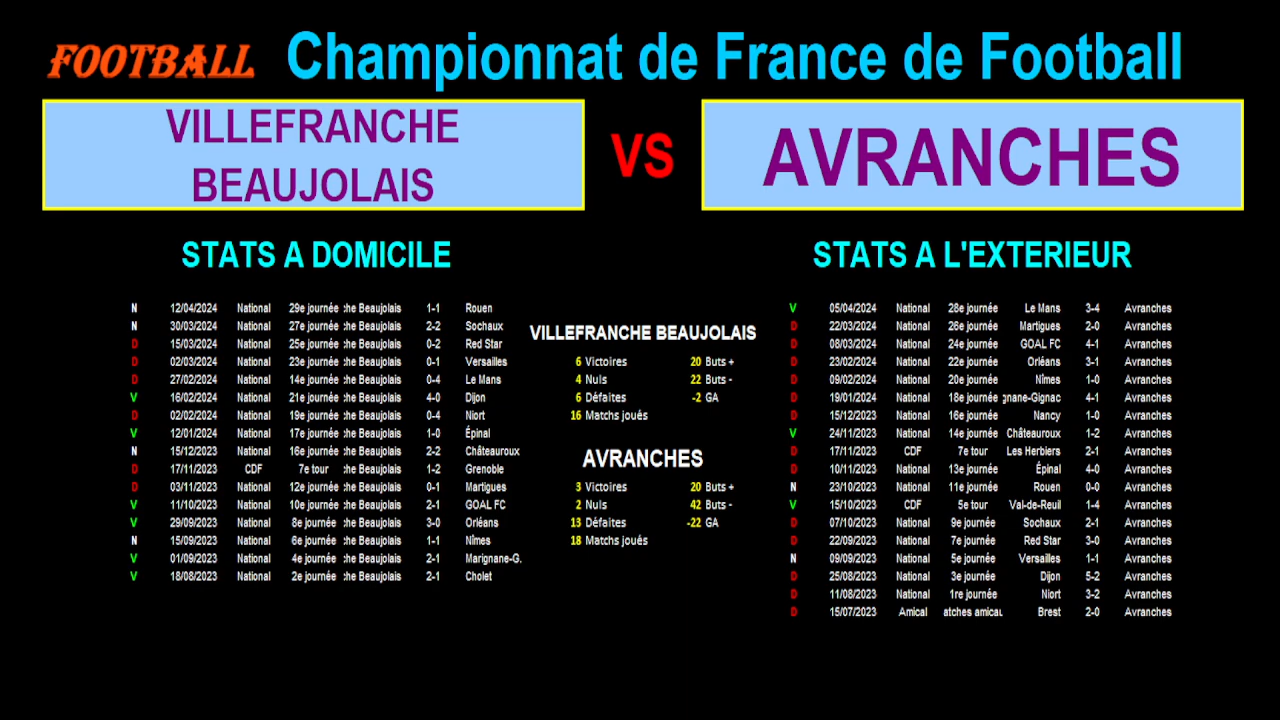 FOOTBALL Championnat de France de Football
VILLEFRANCHE
BEAUJOLAIS
VS
AVRANCHES
STATS A DOMICILE
N 12/04/2024 National 29e journée :he Beaujolais 1-1 Rouen
N 30/03/2024 National 27e journée :he Beaujolais 2-2 Sochaux
D 15/03/2024 National 25e journée :he Beaujolais 0-2 Red Star
D 02/03/2024 National 23e journée :he Beaujolais 0-1 Versailles
D 27/02/2024 National 14e journée :he Beaujolais 0-4 Le Mans
V 16/02/2024 National 21e journée :he Beaujolais 4-0 Dijon
D 02/02/2024 National 19e journée :he Beaujolais 0-4 Niort
V 12/01/2024 National 17e journée :he Beaujolais 1-0 Épinal
N 15/12/2023 National 16e journée :he Beaujolais 2-2 Châteauroux
D 17/11/2023 CDF 7e tour :he Beaujolais 1-2 Grenoble
D 03/11/2023 National 12e journée :he Beaujolais 0-1 Martigues
V 11/10/2023 National 10e journée :he Beaujolais 2-1 GOAL FC
V 29/09/2023 National 8e journée :he Beaujolais 3-0 Orléans
N 15/09/2023 National 6e journée :he Beaujolais 1-1 Nîmes
V 01/09/2023 National 4e journée :he Beaujolais 2-1 Marignane-G.
V 18/08/2023 National 2e journée :he Beaujolais 2-1 Cholet
VILLEFRANCHE BEAUJOLAIS
6 Victoires 20 Buts +
4 Nuls 22 Buts -
6 Défaites -2 GA
16 Matchs joués
AVRANCHES
3 Victoires 20 Buts +
2 Nuls 42 Buts -
13 Défaites -22 GA
18 Matchs joués
STATS A L'EXTERIEUR
V 05/04/2024 National 28e journée Le Mans 3-4 Avranches
D 22/03/2024 National 26e journée Martigues 2-0 Avranches
D 08/03/2024 National 24e journée GOAL FC 4-1 Avranches
D 23/02/2024 National 22e journée Orléans 3-1 Avranches
D 09/02/2024 National 20e journée Nîmes 1-0 Avranches
D 19/01/2024 National 18e journée gnane-Gignac 4-1 Avranches
D 15/12/2023 National 16e journée Nancy 1-0 Avranches
V 24/11/2023 National 14e journée Châteauroux 1-2 Avranches
D 17/11/2023 CDF 7e tour Les Herbiers 2-1 Avranches
D 10/11/2023 National 13e journée Épinal 4-0 Avranches
N 23/10/2023 National 11e journée Rouen 0-0 Avranches
V 15/10/2023 CDF 5e tour Val-de-Reuil 1-4 Avranches
D 07/10/2023 National 9e journée Sochaux 2-1 Avranches
D 22/09/2023 National 7e journée Red Star 3-0 Avranches
N 09/09/2023 National 5e journée Versailles 1-1 Avranches
D 25/08/2023 National 3e journée Dijon 5-2 Avranches
D 11/08/2023 National 1re journée Niort 3-2 Avranches
D 15/07/2023 Amical atches amicau Brest 2-0 Avranches